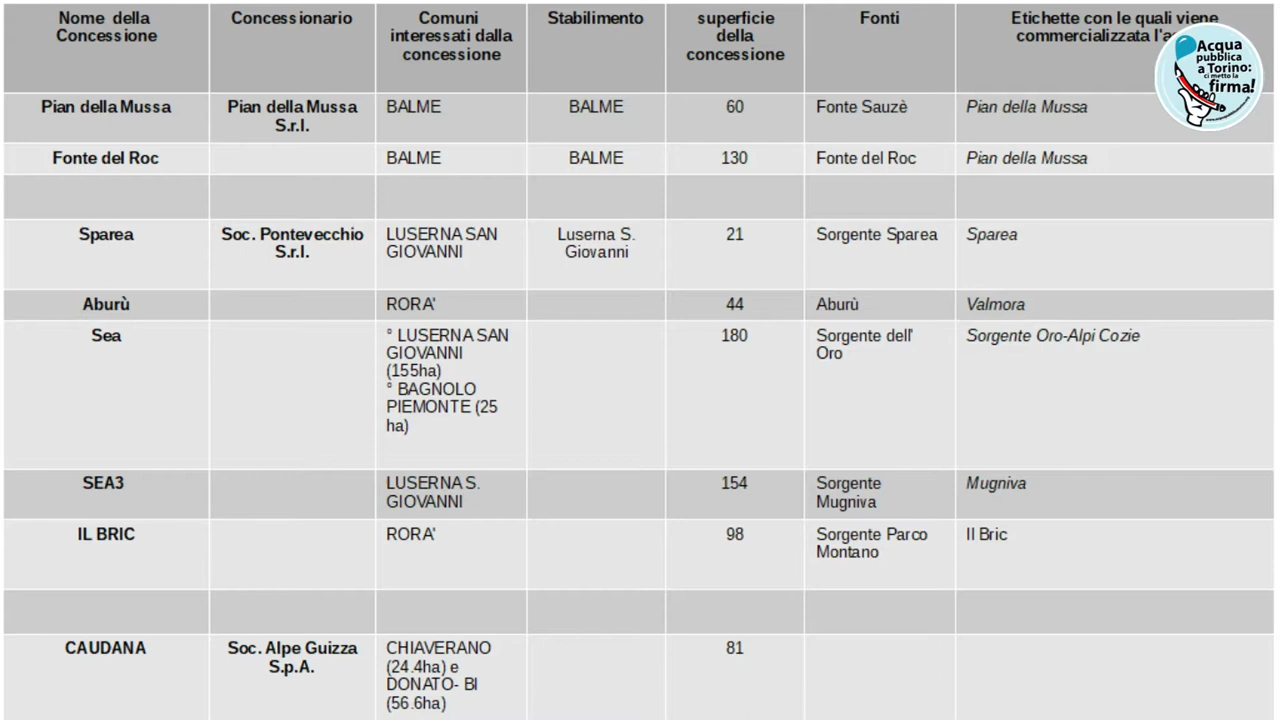 Nome della Concessione
Concessionario
Comuni interessati dalla concessione
Stabilimento
superficie della concessione
Fonti
Etichette con le quali viene
commercializzata
Acqua
pubblica
a Torino:
ci metto la
firma!
Pian della Mussa
Pian della Mussa
S.r.l.
BALME
BALME
60
Fonte Sauzè
Pian della Mussa
Fonte del Roc
BALME
BALME
130
Fonte del Roc
Pian della Mussa
Sparea
Soc. Pontevecchio
S.r.l.
LUSERNA SAN
GIOVANNI
Luserna S.
Giovanni
21
Sorgente Sparea
Sparea
Aburù
RORA'
44
Aburù
Valmora
Sea
° LUSERNA SAN
GIOVANNI
(155ha)
° BAGNOLO
PIEMONTE (25
ha)
180
Sorgente dell'
Oro
Sorgente Oro-Alpi Cozie
SEA3
LUSERNA S.
GIOVANNI
154
Sorgente
Mugniva
Mugniva
IL BRIC
RORA'
98
Sorgente Parco
Montano
Il Bric
CAUDANA
Soc. Alpe Guizza
S.p.A.
CHIAVERANO
(24.4ha) e
DONATO- BI
(56.6ha)
81